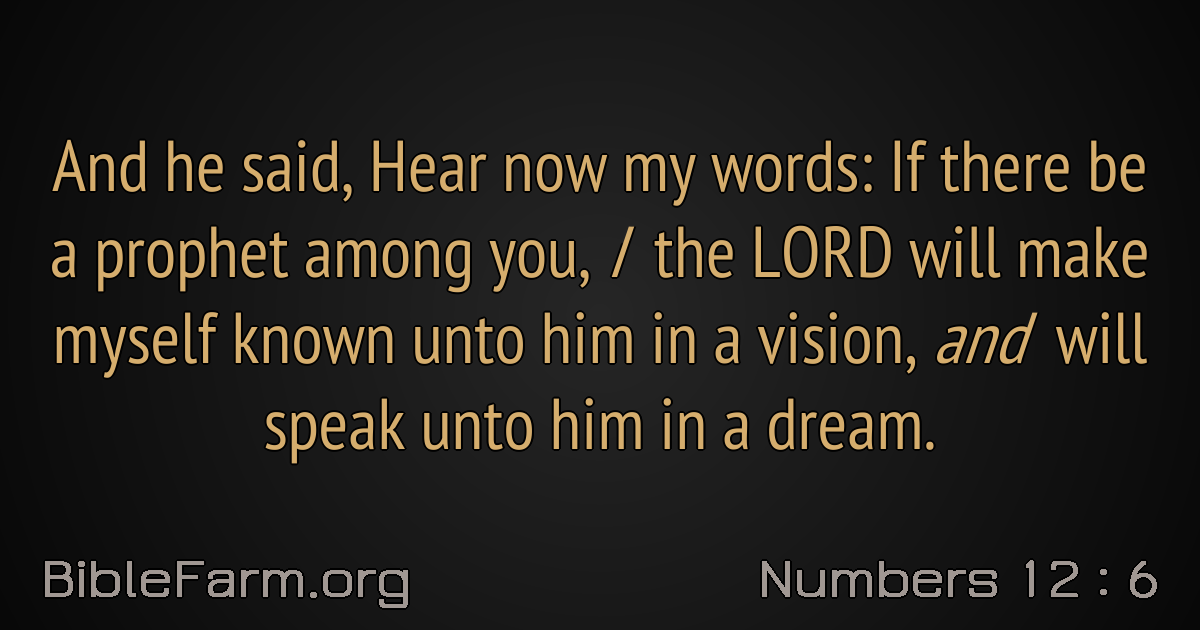 And he said, Hear now my words: If there be
a prophet among you, / the LORD will make
myself known unto him in a vision, and will
speak unto him in a dream.
BibleFarm.org
Numbers 12 : 6